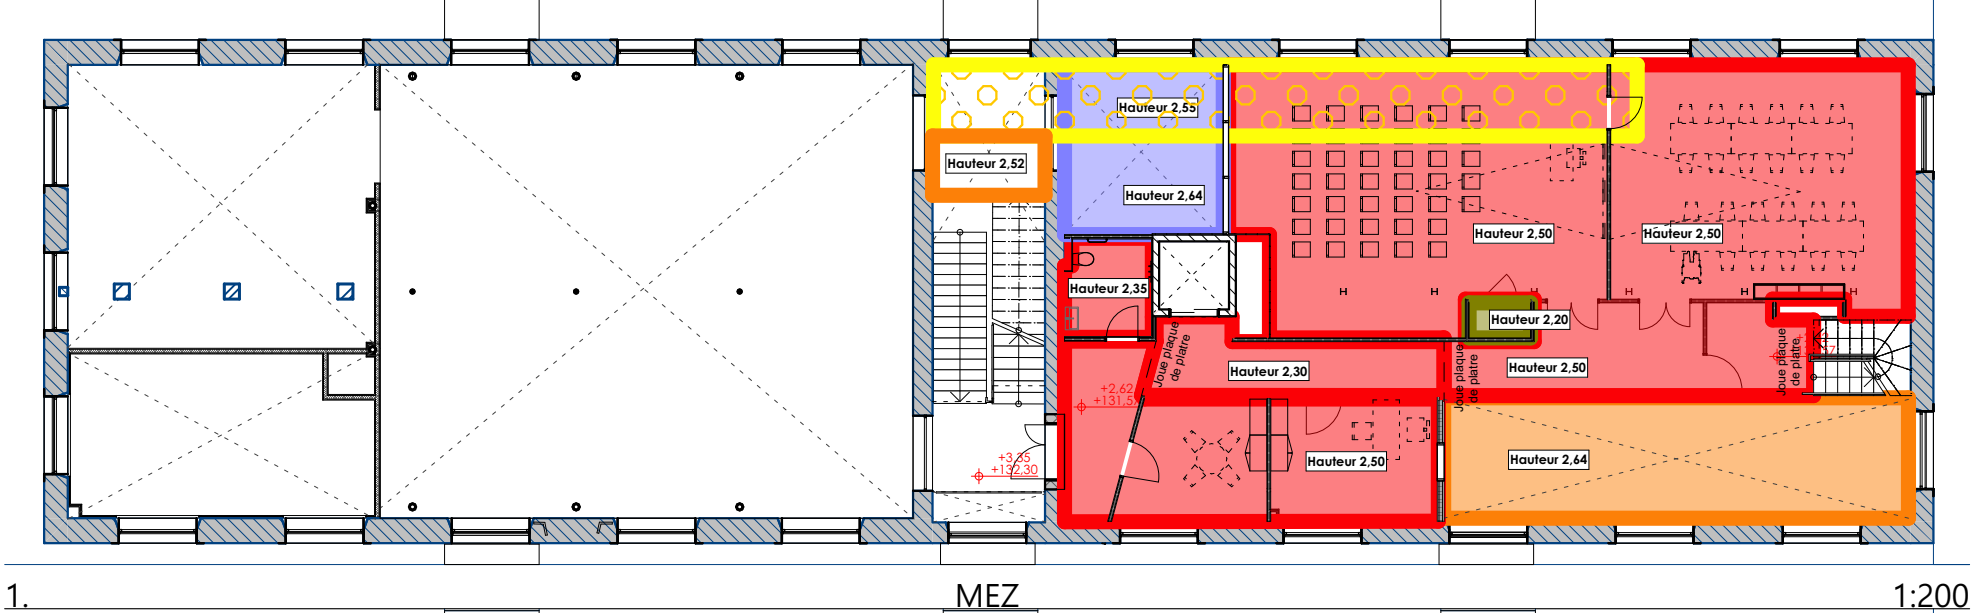 Hauteur 2,55
Hauteur 2,52
Hauteur 2,64
Hauteur 2,50
Hauteur 2,50
Hauteur 2,35
Hauteur 2,20
Joue plaque
de platre
Joue plaque
de platre
Joue plaque
de platre
Hauteur 2,30
Hauteur 2,50
+2,62
+131,5
Hauteur 2,64
Hauteur 2,50
+3,35
+132,30
1.
MEZ
1:200